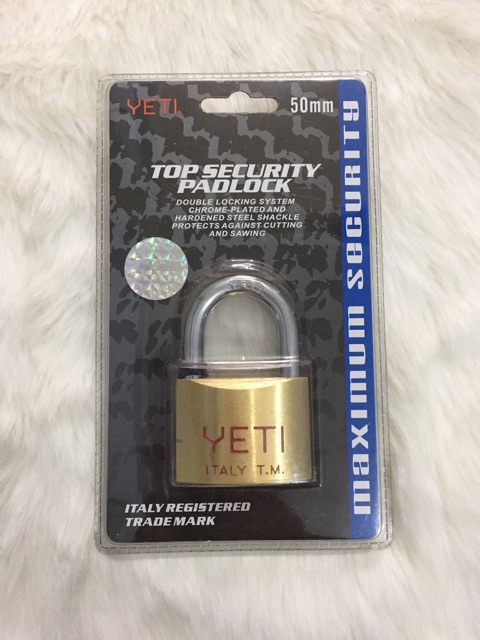 YETI
50mm
TOP SECURITY
PADLOCK
DOUBLE LOCKING SYSTEM
CHROME-PLATED AND
HARDENED STEEL SHACKLE
PROTECTS AGAINST CUTTING
AND SAWING
maximum security
YETI
ITALY T.M.
ITALY REGISTERED
TRADE MARK